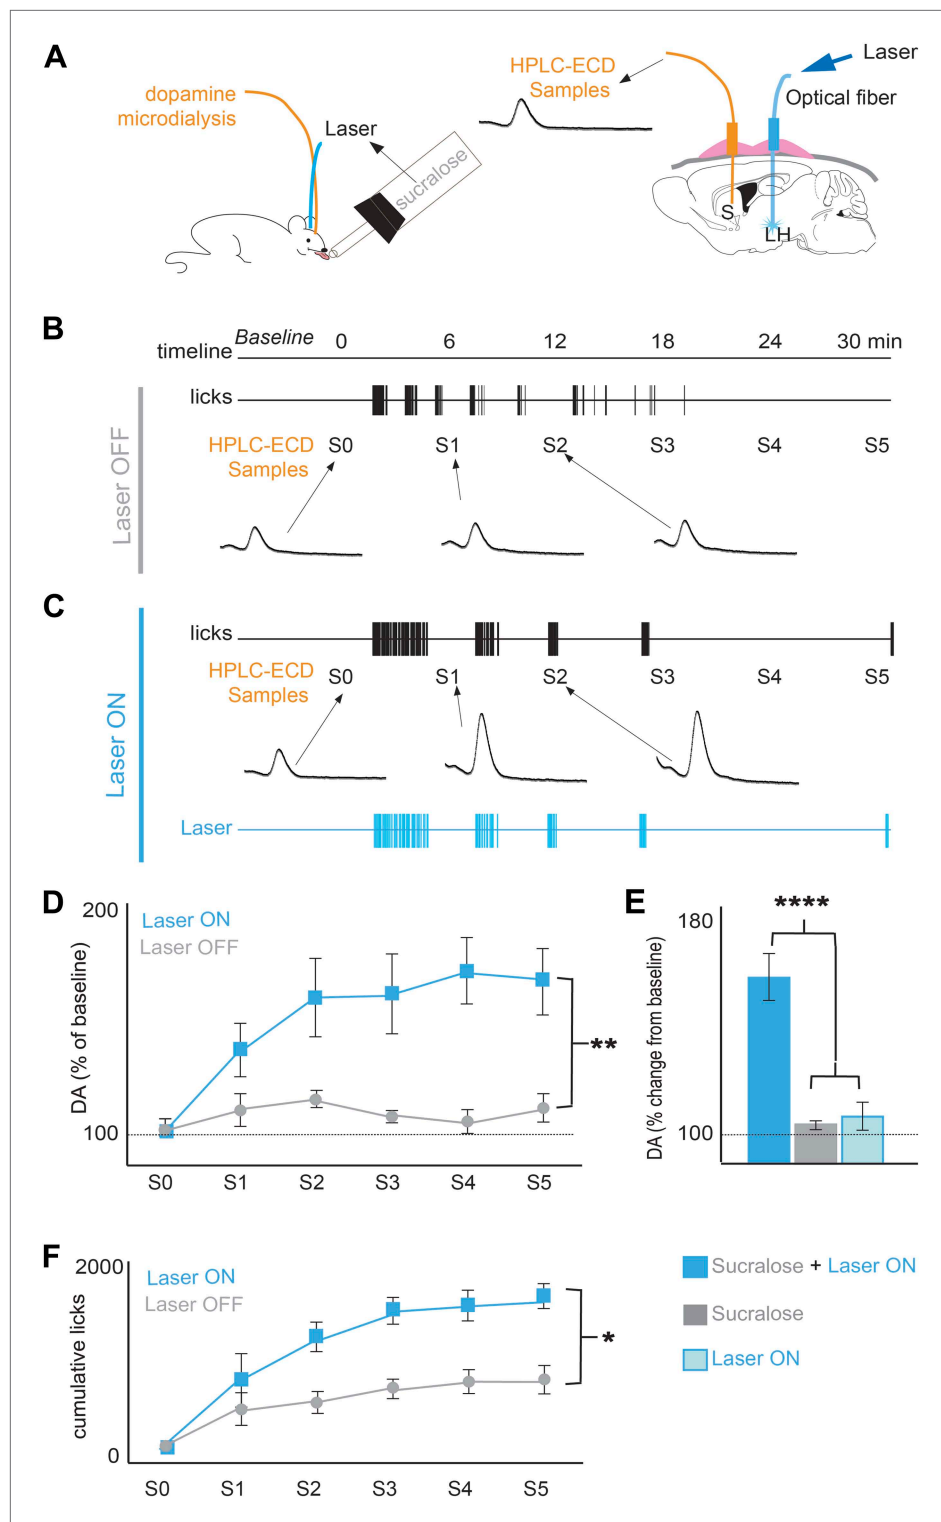 A
dopamine
microdialysis
Laser
sucralose
HPLC-ECD
Samples
Laser
Optical fiber
S
LH
B
timeline Baseline 0 6 12 18 24 30 min
Laser OFF
licks
HPLC-ECD
Samples
S0 S1 S2 S3 S4 S5
C
Laser ON
licks
HPLC-ECD
Samples
S0 S1 S2 S3 S4 S5
Laser
D
DA (% of baseline)
200
Laser ON
Laser OFF
**
100
S0 S1 S2 S3 S4 S5
E
DA (% change from baseline)
180
****
100
F
cumulative licks
2000
Laser ON
Laser OFF
*
0
S0 S1 S2 S3 S4 S5
Sucralose + Laser ON
Sucralose
Laser ON